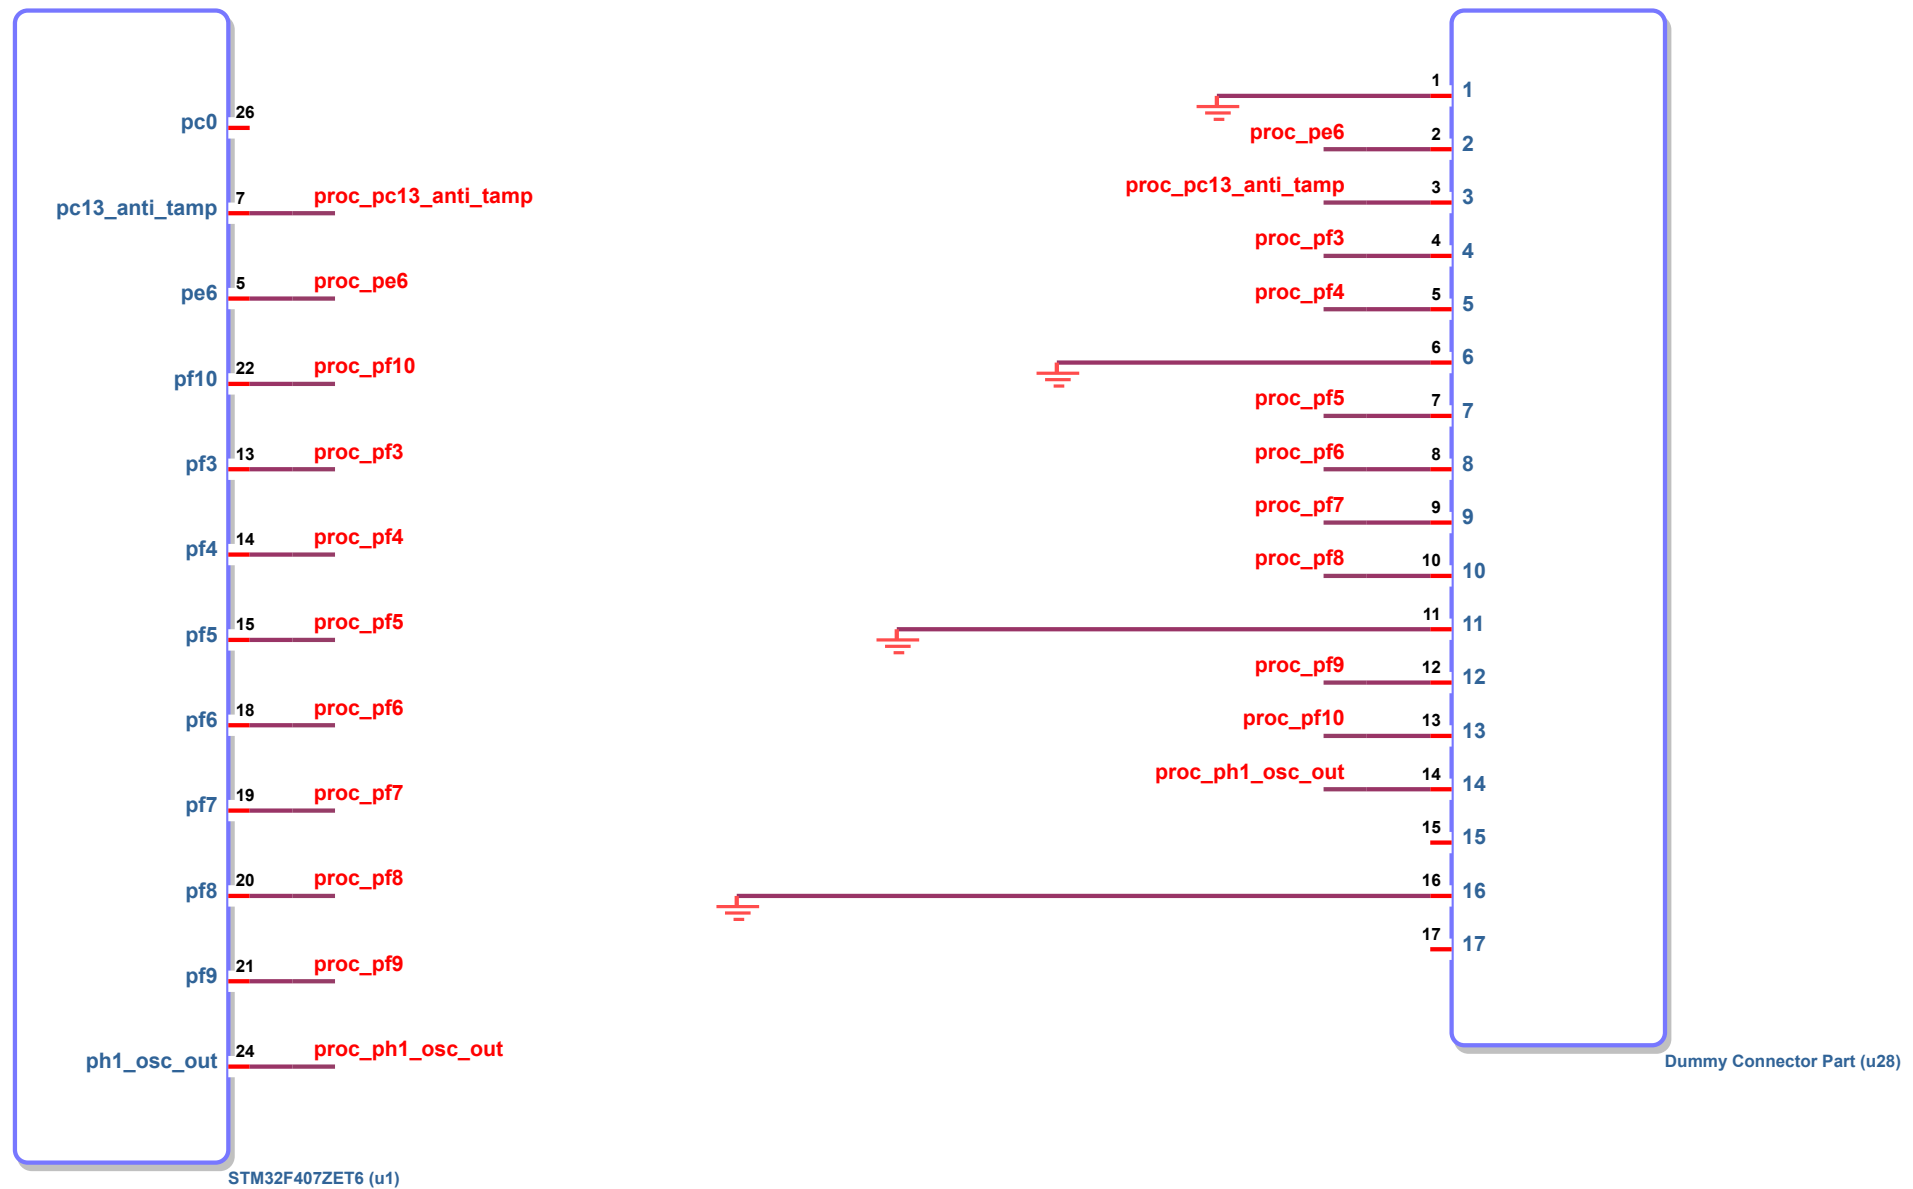 26
pc0
7
proc_pc13_anti_tamp
pc13_anti_tamp
5
proc_pe6
pe6
22
proc_pf10
pf10
13
proc_pf3
pf3
14
proc_pf4
pf4
15
proc_pf5
pf5
18
proc_pf6
pf6
19
proc_pf7
pf7
20
proc_pf8
pf8
21
proc_pf9
pf9
24
proc_ph1_osc_out
ph1_osc_out
STM32F407ZET6 (u1)
1
1
proc_pe6
2
2
proc_pc13_anti_tamp
3
3
proc_pf3
4
4
proc_pf4
5
5
6
6
proc_pf5
7
7
proc_pf6
8
8
proc_pf7
9
9
proc_pf8
10
10
11
11
proc_pf9
12
12
proc_pf10
13
13
proc_ph1_osc_out
14
14
15
15
16
16
17
17
Dummy Connector Part (u28)